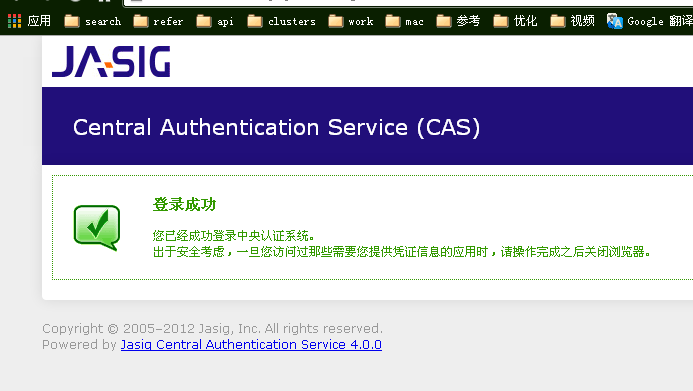 应用 search refer api clusters work mac 参考 优化 视频 Google 翻译
JASIG
Central Authentication Service (CAS)
登录成功
您已经成功登录中央认证系统。
出于安全考虑，一旦您访问过那些需要您提供凭证信息的应用时，请操作完成之后关闭浏览器。
Copyright © 2005–2012 Jasig, Inc. All rights reserved.
Powered by Jasig Central Authentication Service 4.0.0